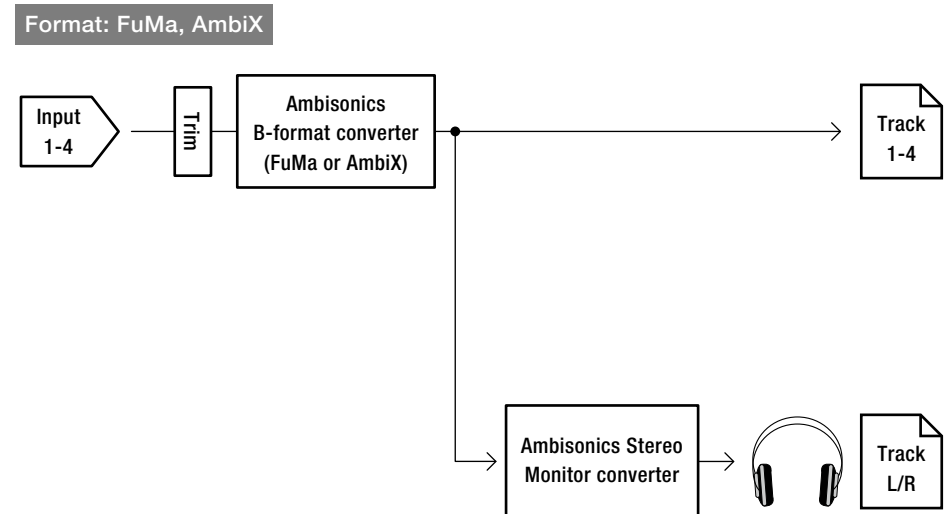 Format: FuMa, AmbiX
Input
1-4
Trim
Ambisonics
B-format converter
(FuMa or AmbiX)
Track
1-4
Ambisonics Stereo
Monitor converter
Track
L/R